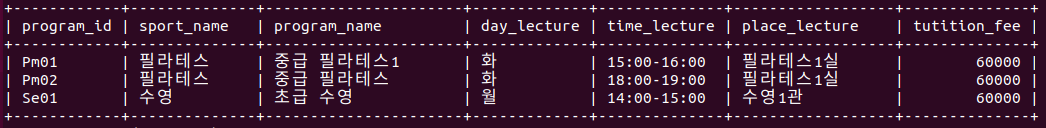 | program_id | sport_name | program_name | day_lecture | time_lecture | place_lecture | tutition_fee |
| Pm01 | 필라테스 | 중급 필라테스1 | 화 | 15:00-16:00 | 필라테스1실 | 60000 |
| Pm02 | 필라테스 | 중급 필라테스 | 화 | 18:00-19:00 | 필라테스1실 | 60000 |
| Se01 | 수영 | 초급 수영 | 월 | 14:00-15:00 | 수영1관 | 60000 |